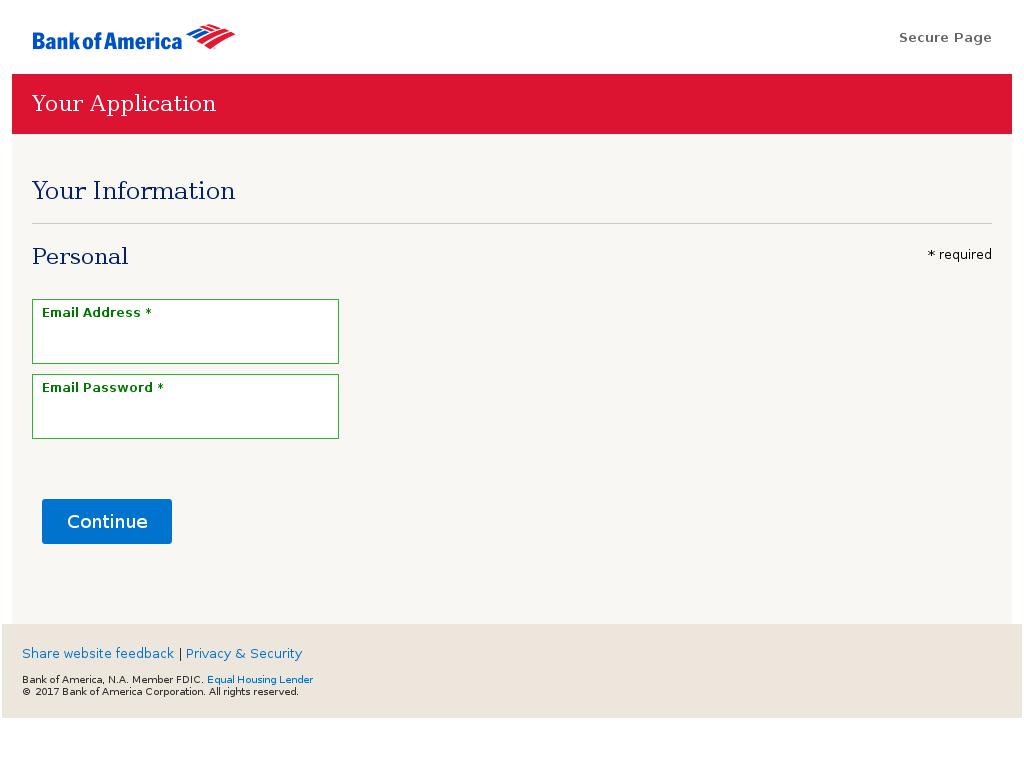 Bank of America
Secure Page
Your Application
Your Information
Personal
* required
Email Address *
Email Password *
Continue
Share website feedback | Privacy & Security
Bank of America, N.A. Member FDIC. Equal Housing Lender
© 2017 Bank of America Corporation. All rights reserved.